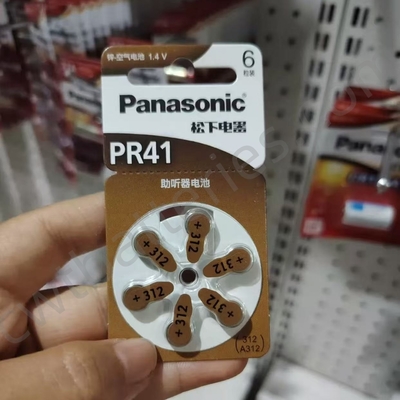 锌-空气电池 1.4 V
6
粒装
Panasonic
松下电器
PR41
助听器电池
+ 312
+ 312
+ 312
+ 312
+ 312
+ 312
312
(A312)